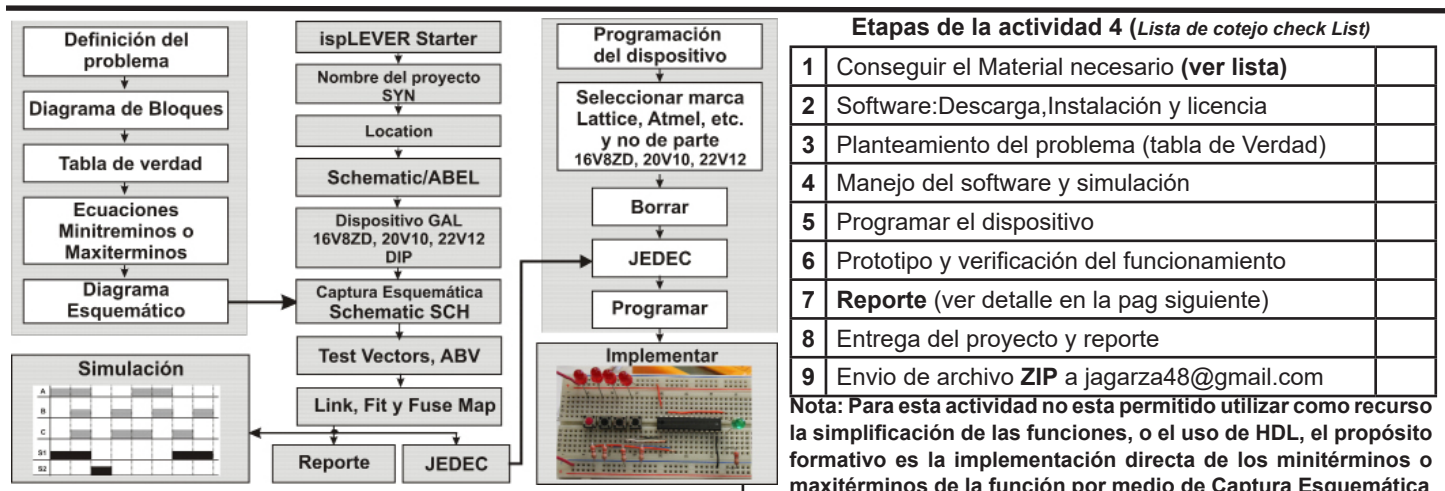 Definición del
problema
Diagrama de Bloques
Tabla de verdad
Ecuaciones
Minitreminos o
Maxiterminos
Diagrama
Esquemático
Simulación
A
B
C
S1
S2
ispLEVER Starter
Nombre del proyecto
SYN
Location
Schematic/ABEL
Dispositivo GAL
16V8ZD, 20V10, 22V12
DIP
Captura Esquemática
Schematic SCH
Test Vectors, ABV
Link, Fit y Fuse Map
Reporte
JEDEC
Programación
del dispositivo
Seleccionar marca
Lattice, Atmel, etc.
y no de parte
16V8ZD, 20V10, 22V12
Borrar
JEDEC
Programar
Implementar
Etapas de la actividad 4 (Lista de cotejo check List)
1 Conseguir el Material necesario (ver lista)
2 Software:Descarga,Instalación y licencia
3 Planteamiento del problema (tabla de Verdad)
4 Manejo del software y simulación
5 Programar el dispositivo
6 Prototipo y verificación del funcionamiento
7 Reporte (ver detalle en la pag siguiente)
8 Entrega del proyecto y reporte
9 Envio de archivo ZIP a jagarza48@gmail.com
Nota: Para esta actividad no esta permitido utilizar como recurso
la simplificación de las funciones, o el uso de HDL, el propósito
formativo es la implementación directa de los minitérminos o
maxitérminos de la función por medio de Captura Esquemática